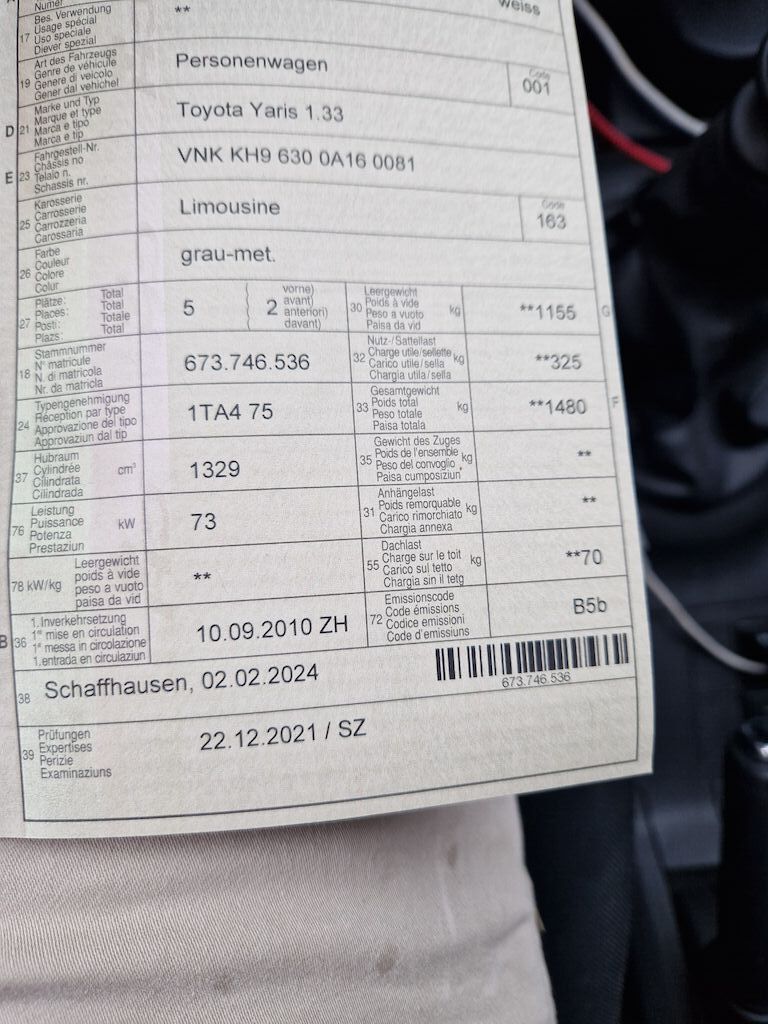 Numer
weiss
17 Bes. Verwendung
Usage spécial
Uso speciale
Diever spezial
**
19 Art des Fahrzeugs
Genre de véhicule
Genere di veicolo
Gener dal vehichel
Personenwagen
Code
001
D 21 Marke und Typ
Marque et type
Marca e tipo
Marca e tip
Toyota Yaris 1.33
E 23 Fahrgestell-Nr.
Châssis no
Telaio n.
Schassis nr.
VNK KH9 630 0A16 0081
25 Karosserie
Carrosserie
Carrozzeria
Carossaria
Limousine
Code
163
26 Farbe
Couleur
Colore
Colur
grau-met.
27 Plätze: Total
Places: Total
Posti: Totale
Plazs: Total
5
2
vorne)
avant)
anteriori)
davant)
30 Leergewicht
Poids à vide
Peso a vuoto
Paisa da vid
kg
**1155
G
18 Stammnummer
N° matricule
N. di matricola
Nr. da matricla
673.746.536
32 Nutz-/Sattellast
Charge utile/sellette
Carico utile/sella
Chargia utila/sella
kg
**325
24 Typengenehmigung
Réception par type
Approvazione del tipo
Approvaziun dal tip
1TA4 75
33 Gesamtgewicht
Poids total
Peso totale
Paisa totala
kg
**1480
F
37 Hubraum
Cylindrée
Cilindrata
Cilindrada
cm³
1329
35 Gewicht des Zuges
Poids de l'ensemble
Peso del convoglio
Paisa cumposiziun
kg
**
76 Leistung
Puissance
Potenza
Prestaziun
kW
73
31 Anhängelast
Poids remorquable
Carico rimorchiato
Chargia annexa
kg
**
78 kW/kg
Leergewicht
poids à vide
peso a vuoto
paisa da vid
**
55 Dachlast
Charge sur le toit
Carico sul tetto
Chargia sin il tetg
kg
**70
B 36 1. Inverkehrsetzung
1re mise en circulation
1a messa in circolazione
1. entrada en circulaziun
10.09.2010 ZH
72 Emissionscode
Code émissions
Codice emissioni
Code d'emissiuns
B5b
38 Schaffhausen, 02.02.2024
673.746.536
39 Prüfungen
Expertises
Perizie
Examinaziuns
22.12.2021 / SZ